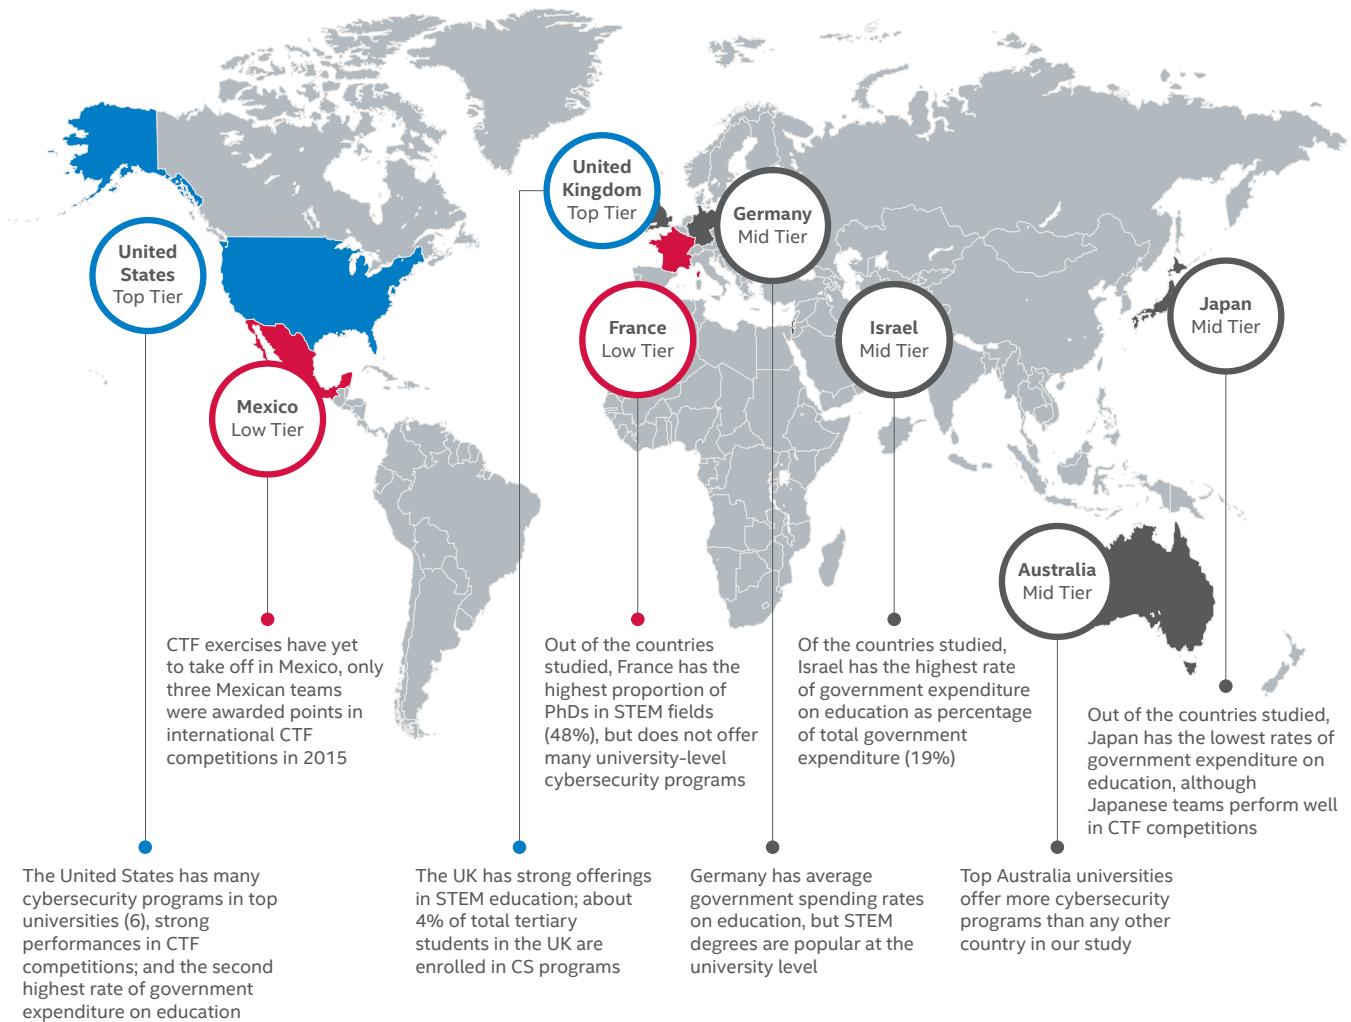 United
Kingdom
Top Tier
Germany
Mid Tier
United
States
Top Tier
Japan
Mid Tier
France
Low Tier
Israel
Mid Tier
Mexico
Low Tier
Australia
Mid Tier
CTF exercises have yet
to take off in Mexico, only
three Mexican teams
were awarded points in
international CTF
competitions in 2015
Out of the countries
studied, France has the
highest proportion of
PhDs in STEM fields
(48%), but does not offer
many university-level
cybersecurity programs
Of the countries studied,
Israel has the highest rate
of government expenditure
on education as percentage
of total government
expenditure (19%)
Out of the countries studied,
Japan has the lowest rates of
government expenditure on
education, although
Japanese teams perform well
in CTF competitions
The United States has many
cybersecurity programs in top
universities (6), strong
performances in CTF
competitions; and the second
highest rate of government
expenditure on education
The UK has strong offerings
in STEM education; about
4% of total tertiary
students in the UK are
enrolled in CS programs
Germany has average
government spending rates
on education, but STEM
degrees are popular at the
university level
Top Australia universities
offer more cybersecurity
programs than any other
country in our study